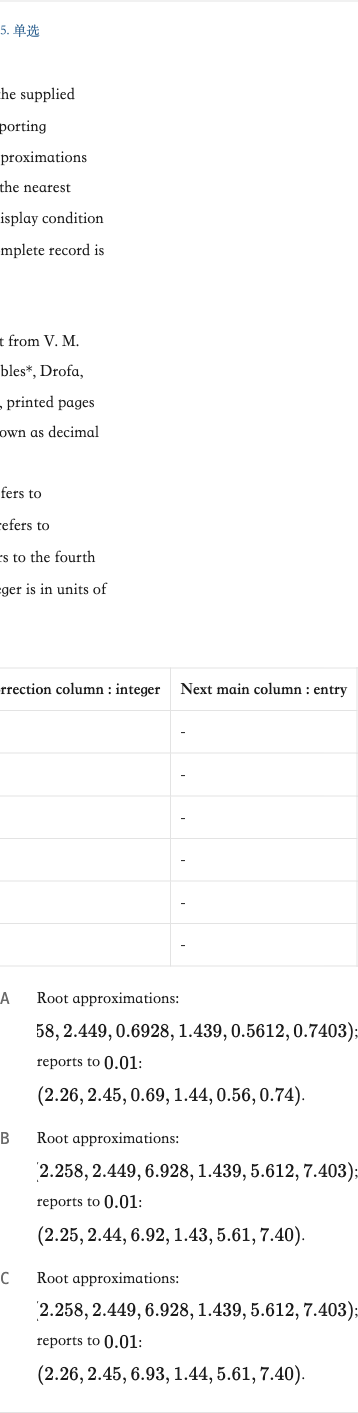 5. 单选
he supplied
porting
proximations
the nearest
isplay condition
mplete record is
t from V. M.
bles*, Drofa,
, printed pages
own as decimal
fers to
refers to
rs to the fourth
eger is in units of
rrection column : integer Next main column : entry
-
-
-
-
-
-
A Root approximations:
58, 2.449, 0.6928, 1.439, 0.5612, 0.7403);
reports to 0.01:
(2.26, 2.45, 0.69, 1.44, 0.56, 0.74).
B Root approximations:
(2.258, 2.449, 6.928, 1.439, 5.612, 7.403);
reports to 0.01:
(2.25, 2.44, 6.92, 1.43, 5.61, 7.40).
C Root approximations:
(2.258, 2.449, 6.928, 1.439, 5.612, 7.403);
reports to 0.01:
(2.26, 2.45, 6.93, 1.44, 5.61, 7.40).